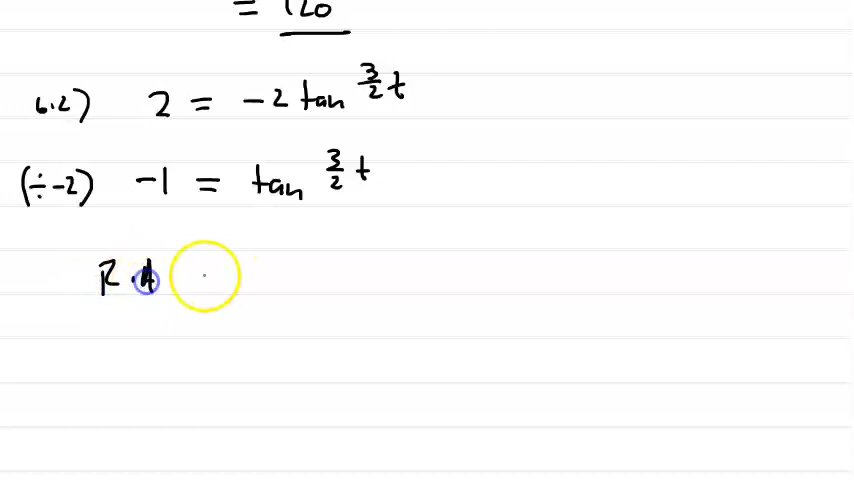 = 120
6.2) 2 = -2 tan 3/2 t
(÷ -2) -1 = tan 3/2 t
R.A